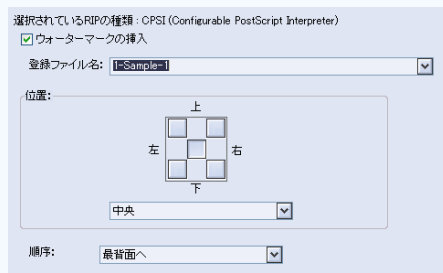 選択されているRIPの種類 : CPSI (Configurable PostScript Interpreter)
ウォーターマークの挿入
登録ファイル名: 1-Sample-1
位置:
上
左 右
下
中央
順序: 最背面へ